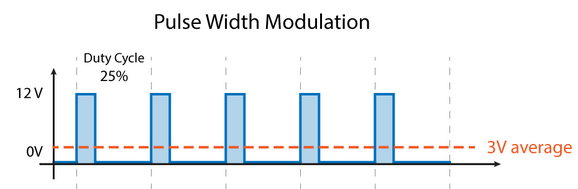 Pulse Width Modulation
Duty Cycle
25%
12 V
0V
3V average